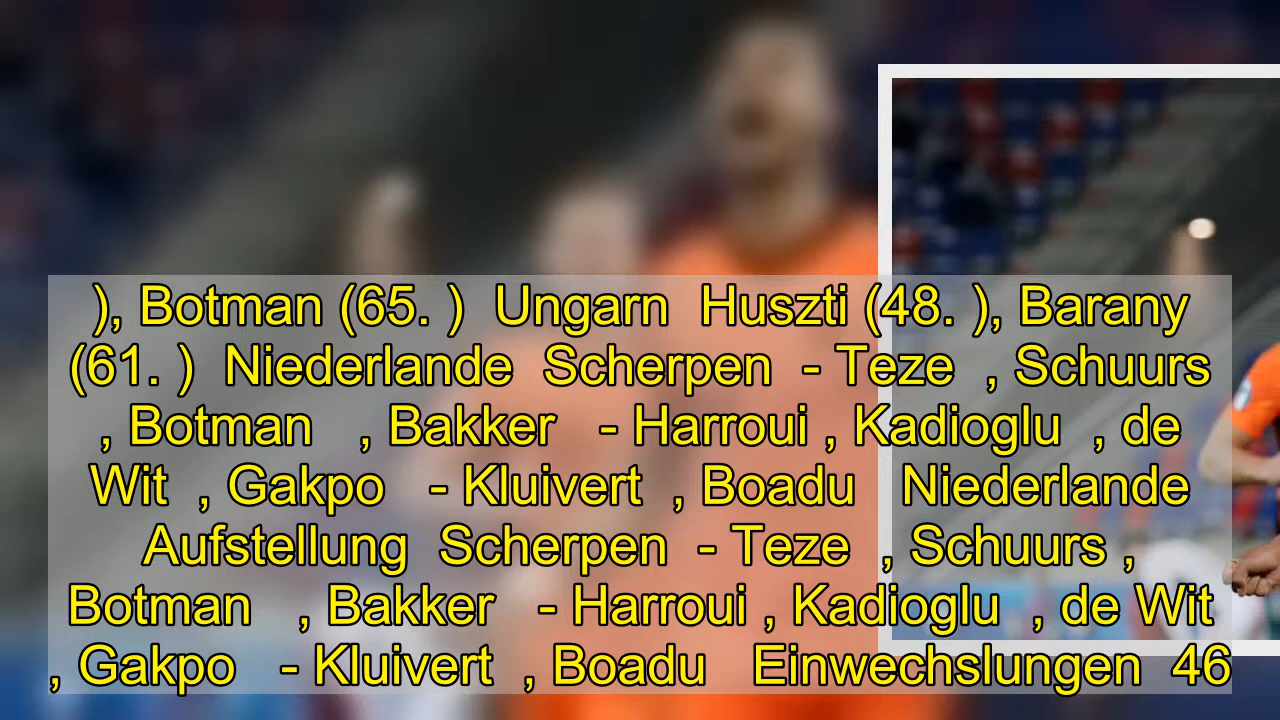 ), Botman (65. ) Ungarn Huszti (48. ), Barany
(61. ) Niederlande Scherpen - Teze , Schuurs
, Botman , Bakker - Harroui , Kadioglu , de
Wit , Gakpo - Kluivert , Boadu Niederlande
Aufstellung Scherpen - Teze , Schuurs ,
Botman , Bakker - Harroui , Kadioglu , de Wit
, Gakpo - Kluivert , Boadu Einwechslungen 46